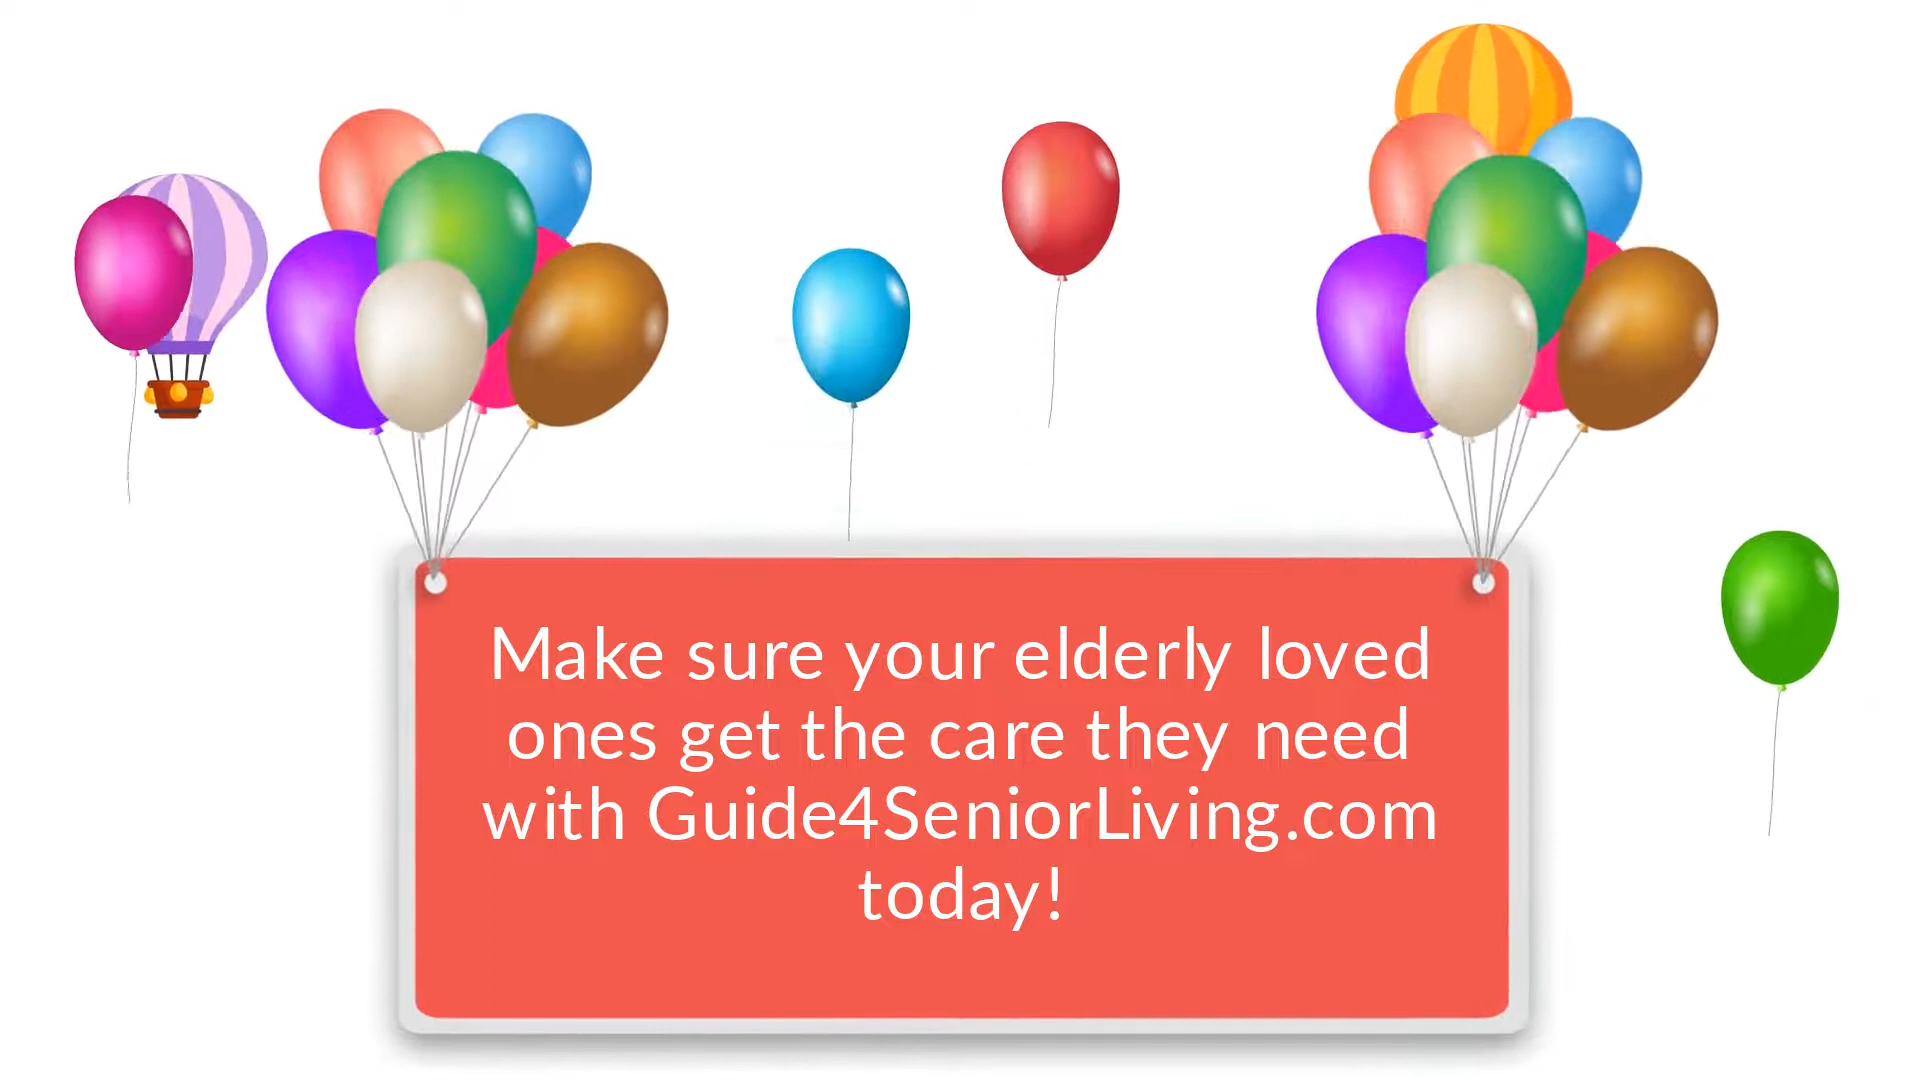 Make sure your elderly loved
ones get the care they need
with Guide4SeniorLiving.com
today!